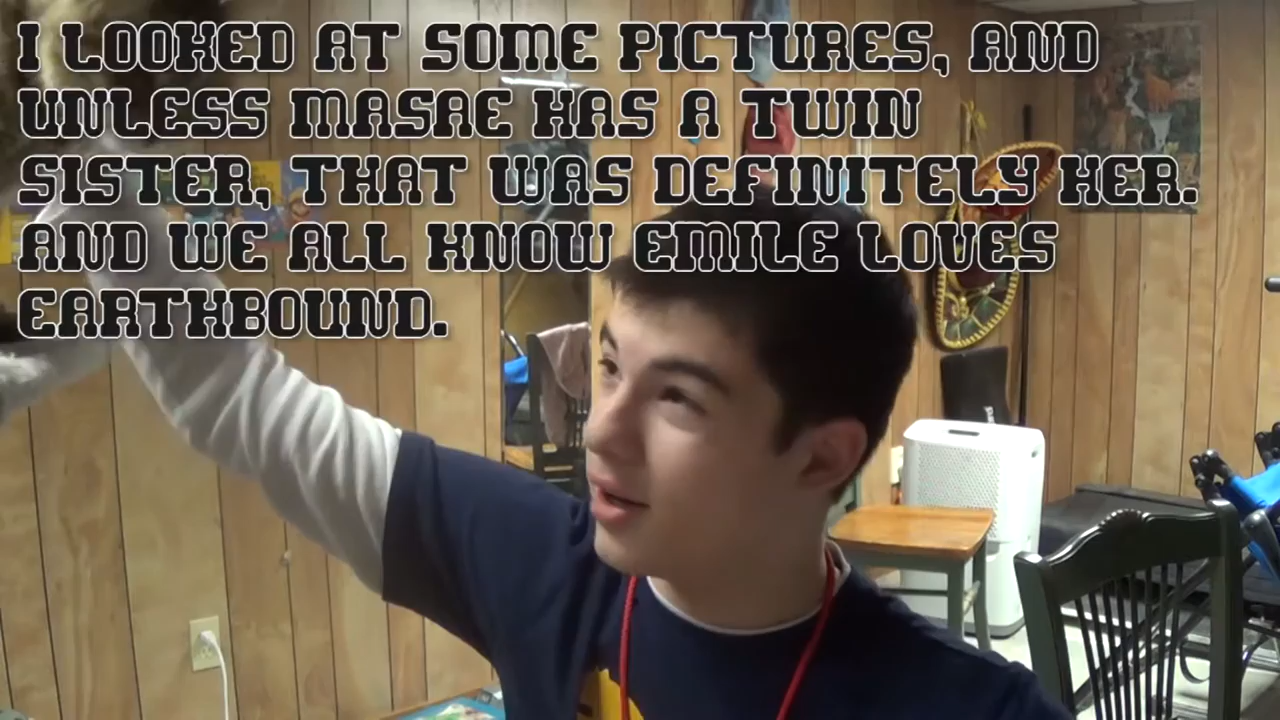 I LOOKED AT SOME PICTURES, AND
UNLESS MASAE HAS A TWIN
SISTER, THAT WAS DEFINITELY HER.
AND WE ALL KNOW EMILE LOVES
EARTHBOUND.